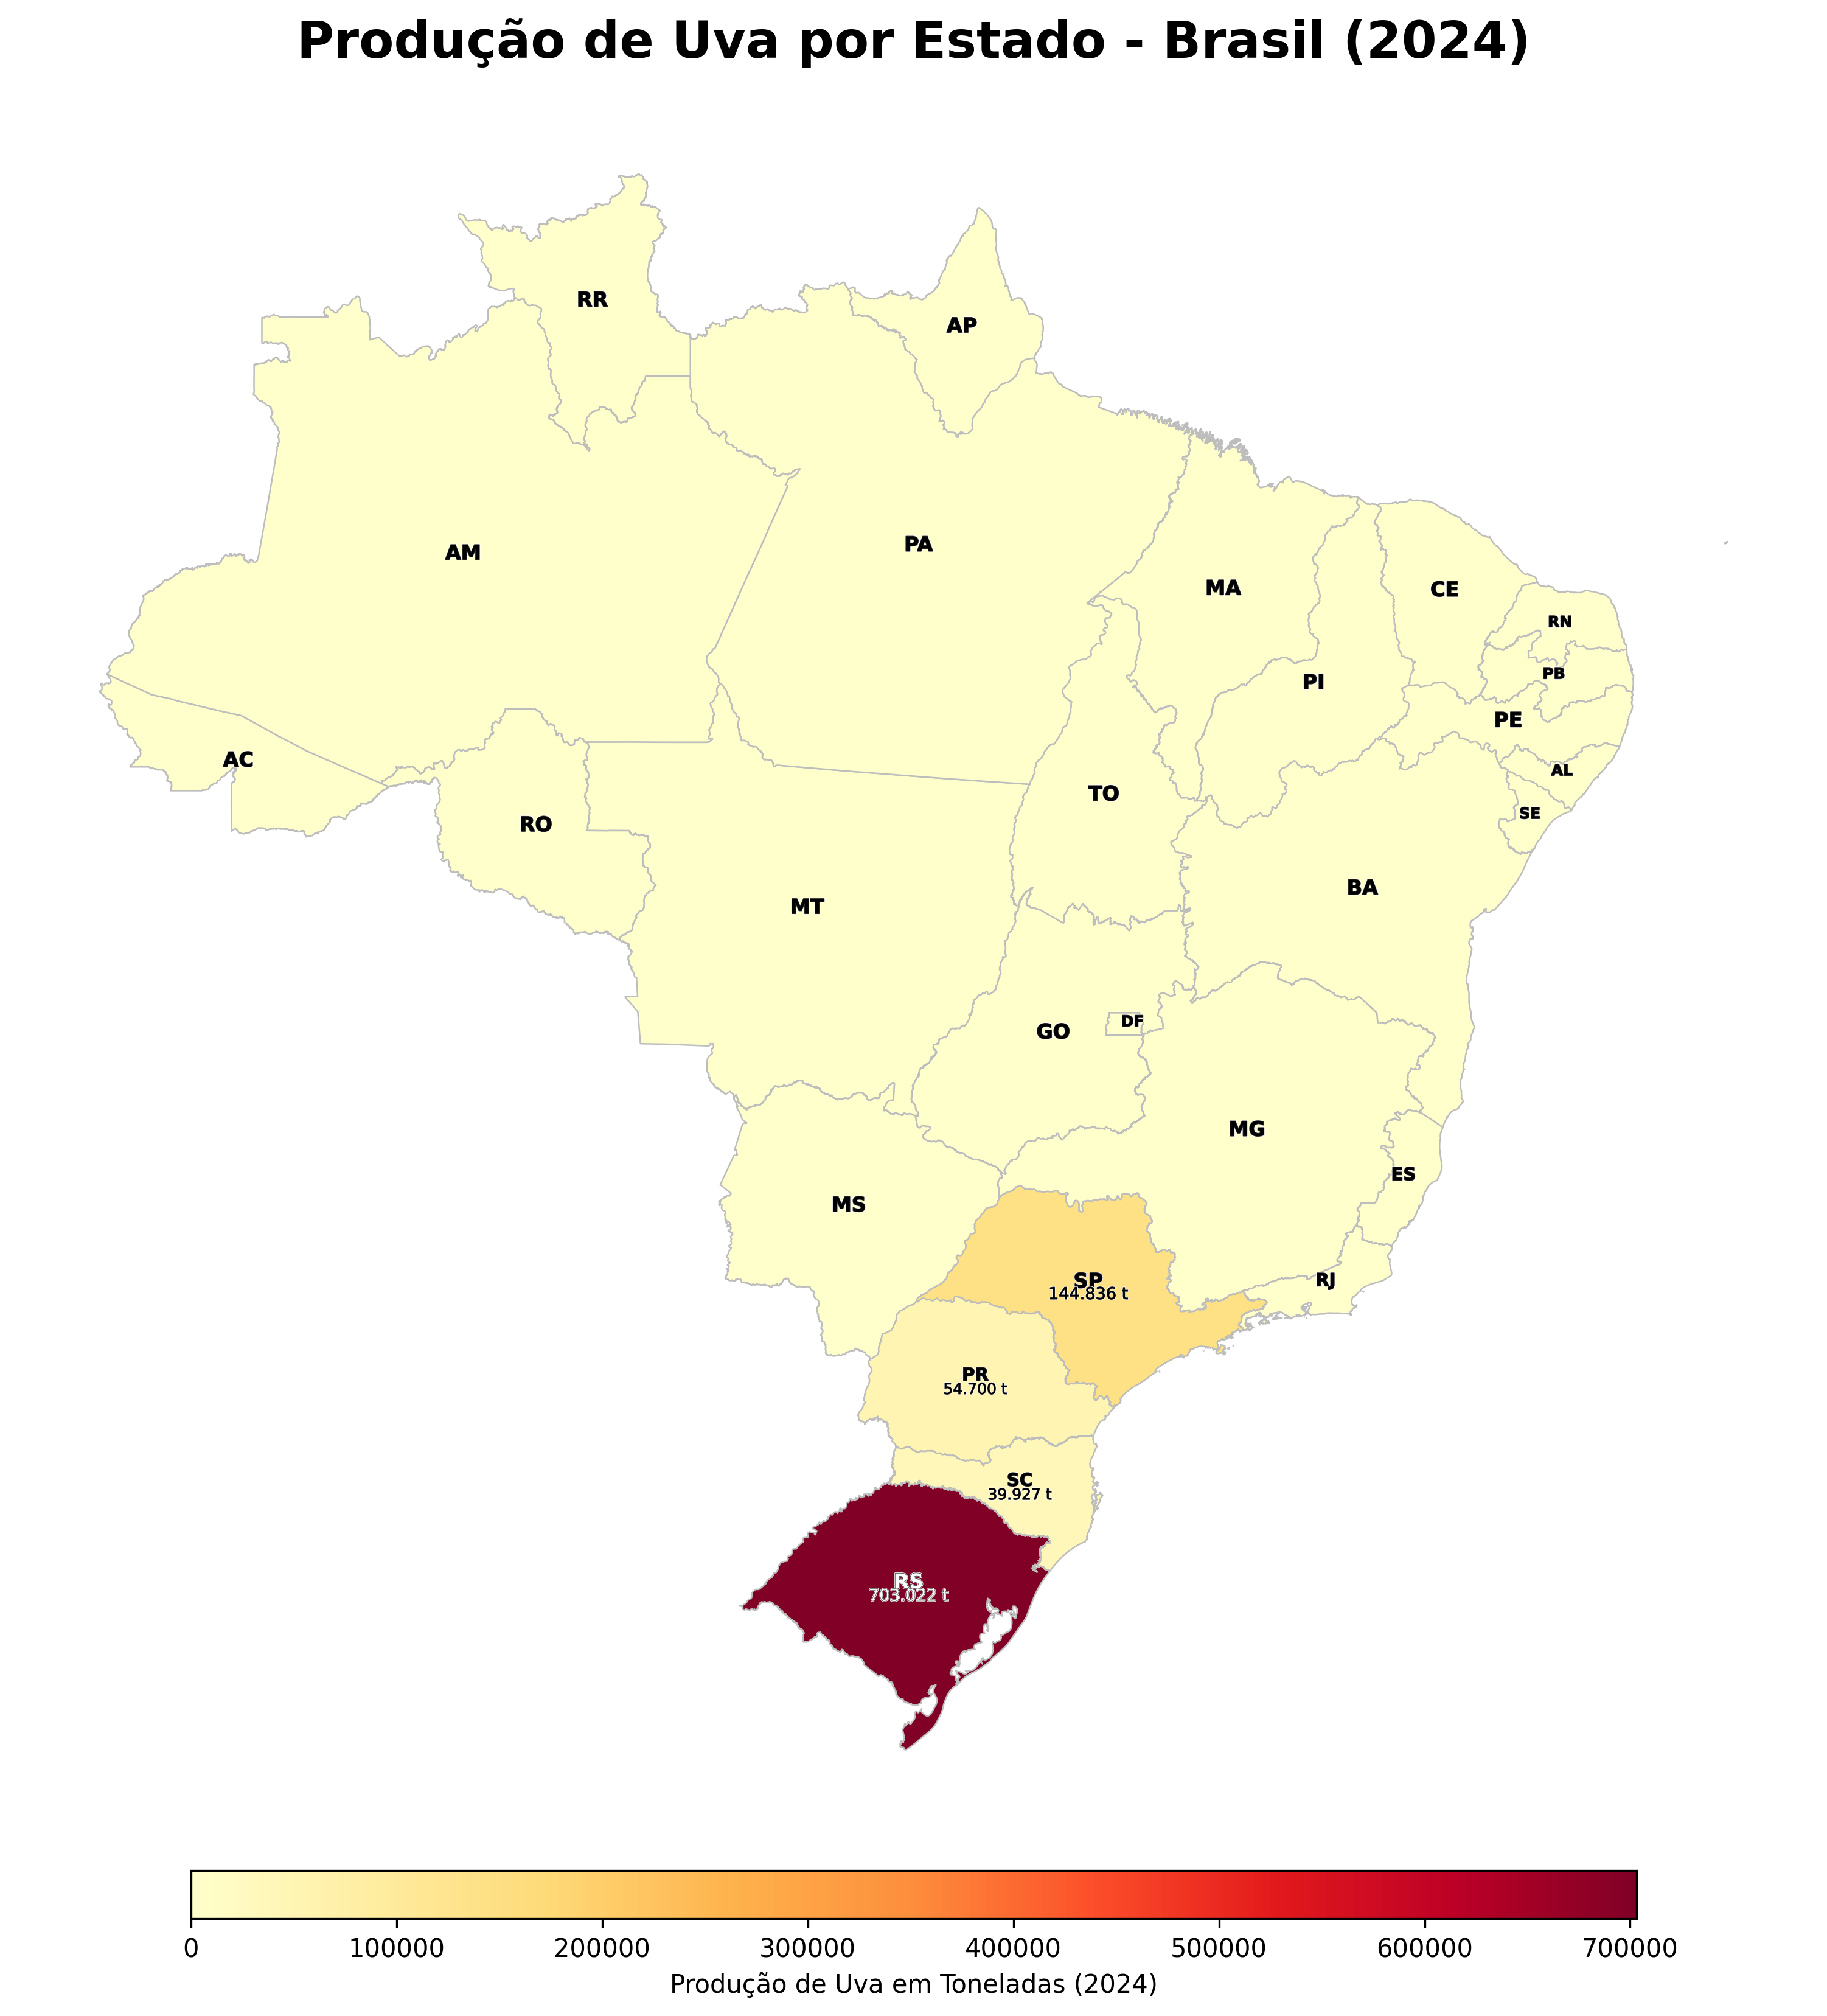 Produção de Uva por Estado - Brasil (2024)
RR
AP
AM
PA
MA
CE
RN
PB
PI
PE
AC
AL
TO
SE
RO
BA
MT
DF
GO
MG
ES
MS
SP
144.836 t
RJ
PR
54.700 t
SC
39.927 t
RS
703.022 t
0 100000 200000 300000 400000 500000 600000 700000
Produção de Uva em Toneladas (2024)